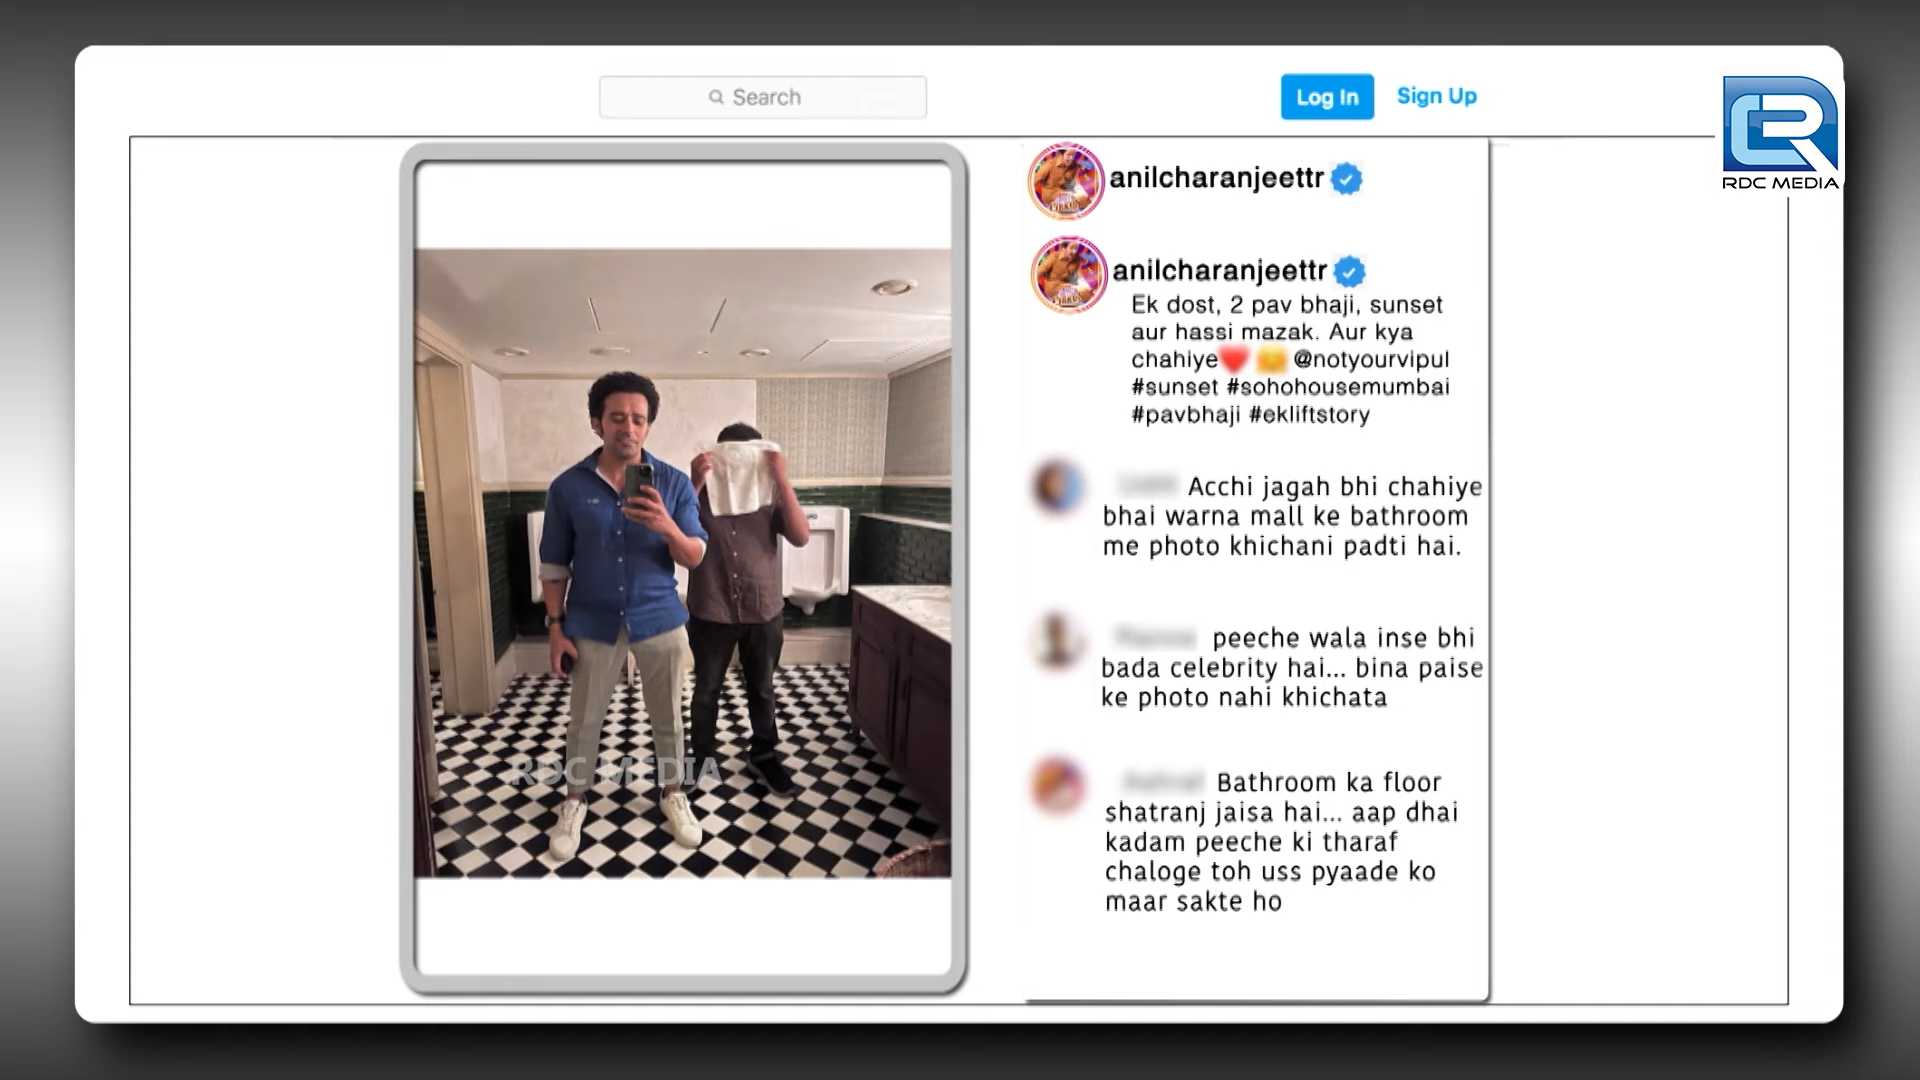 Search
Log In
Sign Up
RDC MEDIA
anilcharanjeettr
anilcharanjeettr
Ek dost, 2 pav bhaji, sunset
aur hassi mazak. Aur kya
chahiye❤️ @notyourvipul
#sunset #sohohousemumbai
#pavbhaji #ekliftstory
Acchi jagah bhi chahiye
bhai warna mall ke bathroom
me photo khichani padti hai.
peeche wala inse bhi
bada celebrity hai... bina paise
ke photo nahi khichata
Bathroom ka floor
shatranj jaisa hai... aap dhai
kadam peeche ki tharaf
chaloge toh uss pyaade ko
maar sakte ho
RDC MEDIA